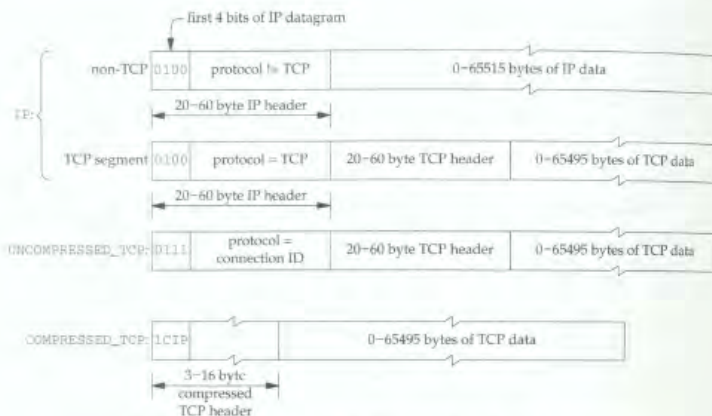 first 4 bits of IP datagram
non-TCP 0100 protocol != TCP 0-65515 bytes of IP data
20-60 byte IP header
IP:
TCP segment 0100 protocol = TCP 20-60 byte TCP header 0-65495 bytes of TCP data
20-60 byte IP header
UNCOMPRESSED_TCP: 0111 protocol = connection ID 20-60 byte TCP header 0-65495 bytes of TCP data
COMPRESSED_TCP: 1CIP 0-65495 bytes of TCP data
3-16 byte
compressed
TCP header